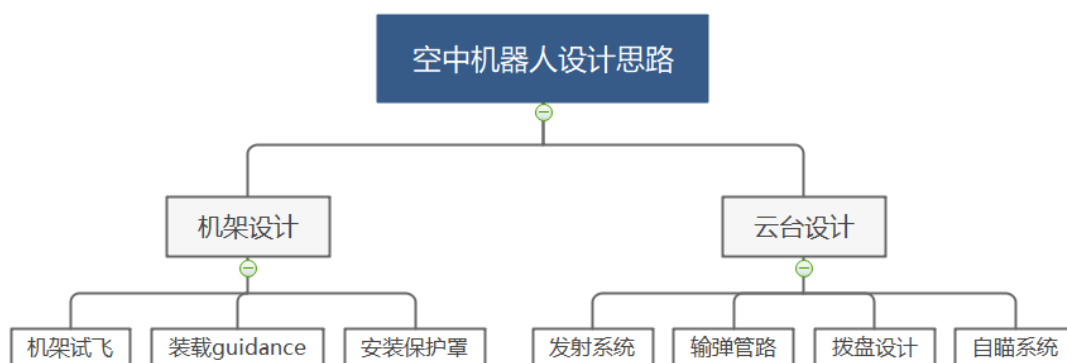 空中机器人设计思路
机架设计
云台设计
机架试飞
装载guidance
安装保护罩
发射系统
输弹管路
拨盘设计
自瞄系统